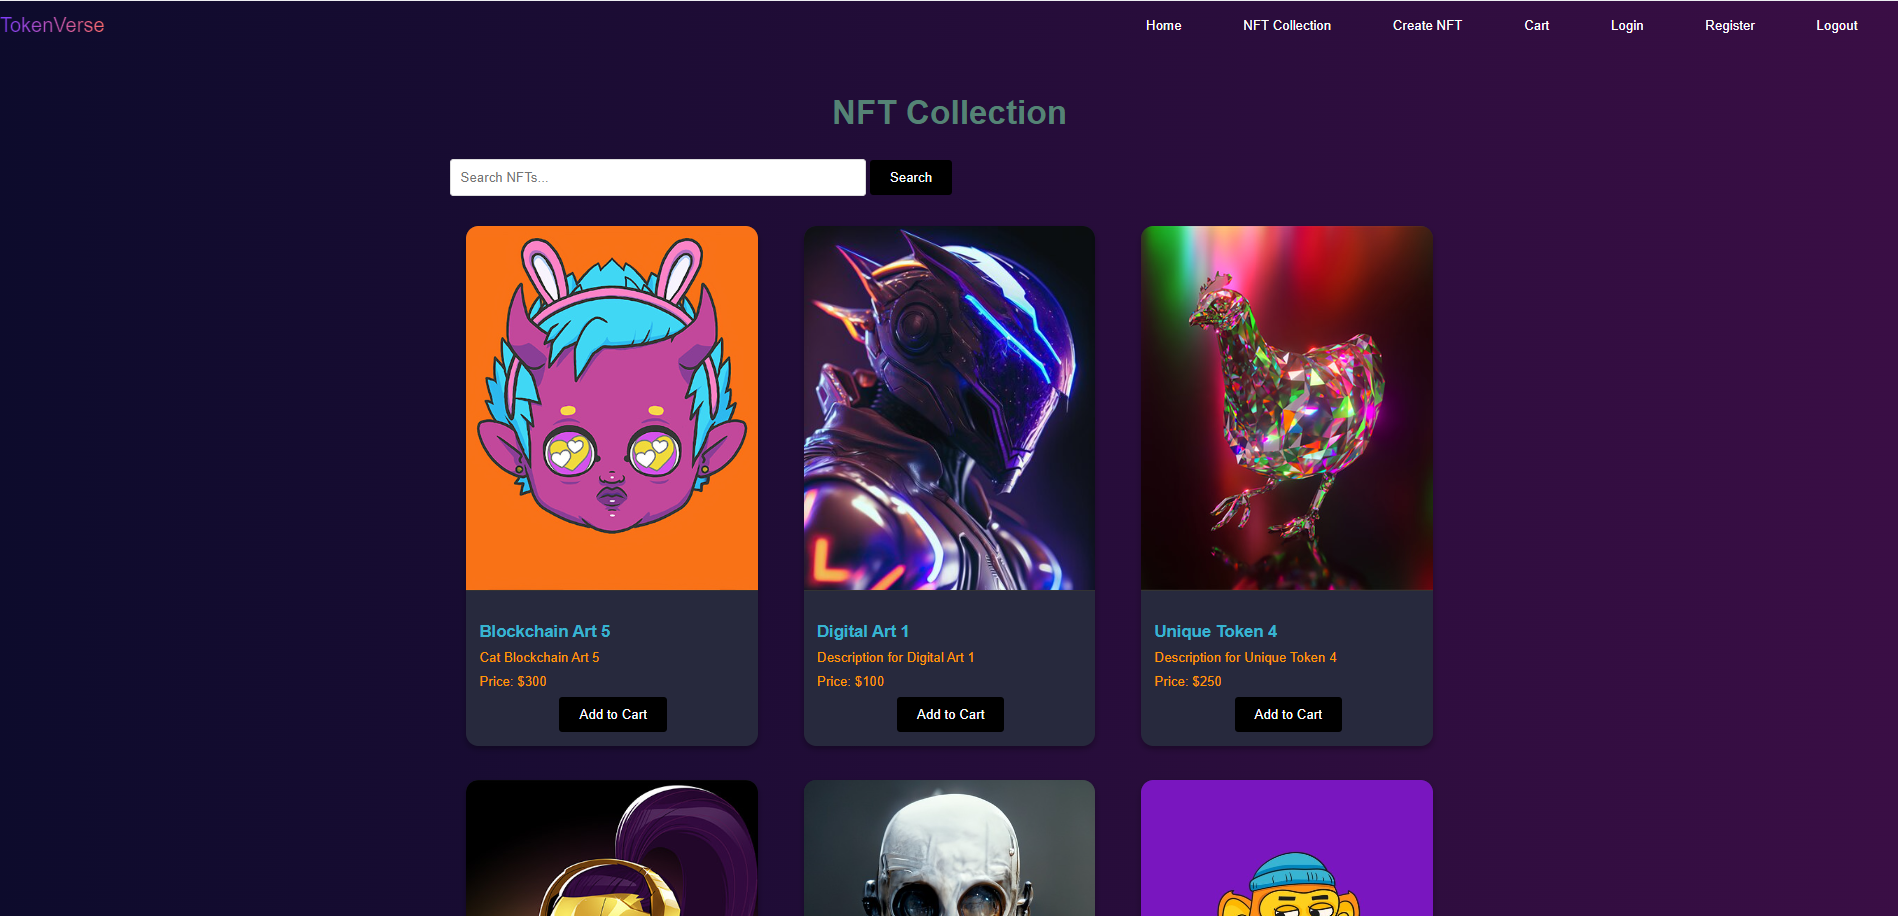 TokenVerse Home NFT Collection Create NFT Cart Login Register Logout
NFT Collection
Search NFTs... Search
Blockchain Art 5
Cat Blockchain Art 5
Price: $300
Add to Cart
Digital Art 1
Description for Digital Art 1
Price: $100
Add to Cart
Unique Token 4
Description for Unique Token 4
Price: $250
Add to Cart